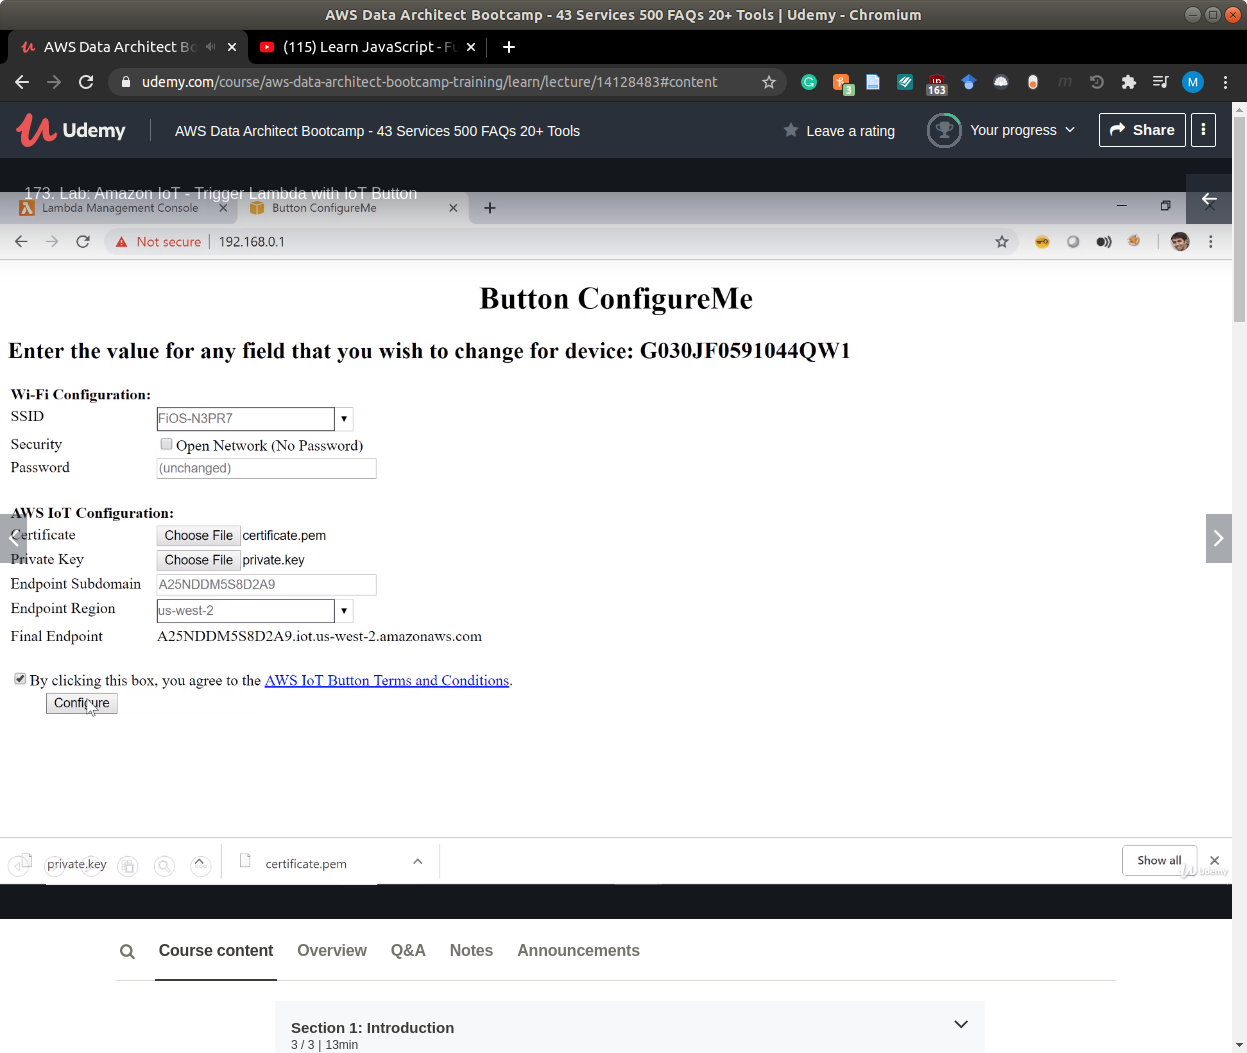 AWS Data Architect Bootcamp - 43 Services 500 FAQs 20+ Tools | Udemy - Chromium
AWS Data Architect Bo
(115) Learn JavaScript - Fu
udemy.com/course/aws-data-architect-bootcamp-training/learn/lecture/14128483#content
3
163
M
Udemy
AWS Data Architect Bootcamp - 43 Services 500 FAQs 20+ Tools
Leave a rating
Your progress
Share
173. Lab: Amazon IoT - Trigger Lambda with IoT Button
Lambda Management Console
Button ConfigureMe
Not secure | 192.168.0.1
Button ConfigureMe
Enter the value for any field that you wish to change for device: G030JF0591044QW1
Wi-Fi Configuration:
SSID FiOS-N3PR7
Security Open Network (No Password)
Password (unchanged)
AWS IoT Configuration:
Certificate Choose File certificate.pem
Private Key Choose File private.key
Endpoint Subdomain A25NDDM5S8D2A9
Endpoint Region us-west-2
Final Endpoint A25NDDM5S8D2A9.iot.us-west-2.amazonaws.com
By clicking this box, you agree to the AWS IoT Button Terms and Conditions.
Configure
private.key
certificate.pem
Show all
Udemy
Course content
Overview
Q&A
Notes
Announcements
Section 1: Introduction
3 / 3 | 13min